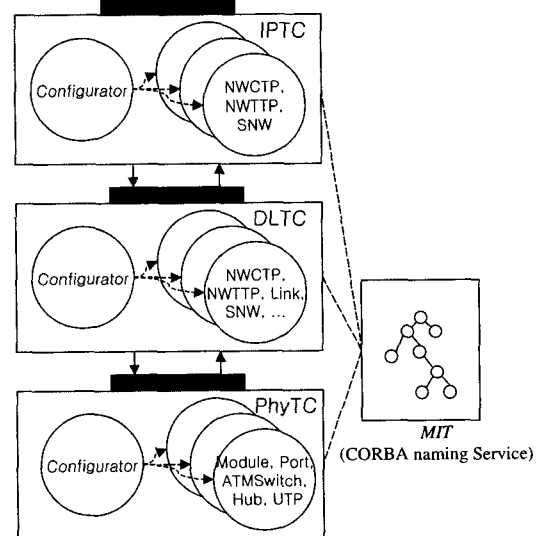 IPTC
Configurator
NWCTP,
NWTTP,
SNW
DLTC
Configurator
NWCTP,
NWTTP, Link,
SNW, ...
PhyTC
Configurator
Module, Port,
ATMSwitch,
Hub, UTP
MIT
(CORBA naming Service)